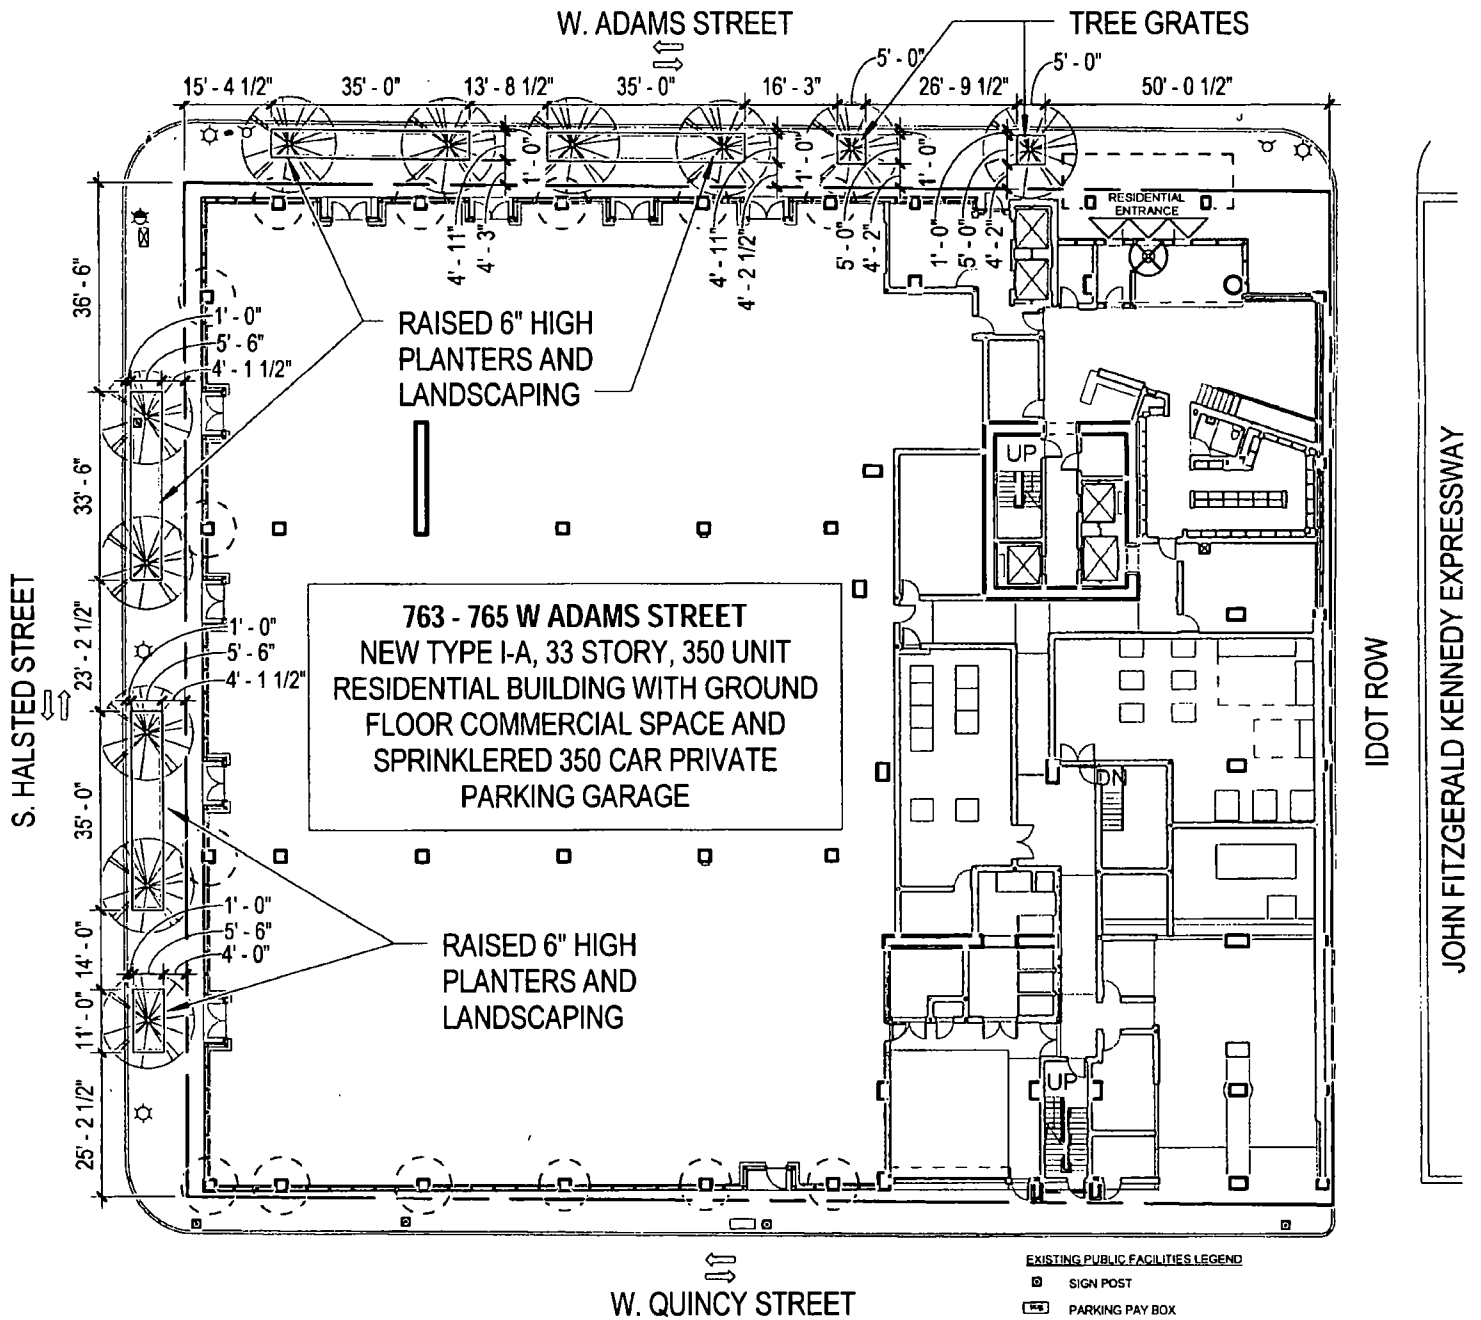 W. ADAMS STREET
TREE GRATES
5' - 0"
5' - 0"
15' - 4 1/2"
35' - 0"
13' - 8 1/2"
35' - 0"
16' - 3"
26' - 9 1/2"
50' - 0 1/2"
1' - 0"
4' - 11"
4' - 3"
1' - 0"
4' - 11"
4' - 2 1/2"
1' - 0"
5' - 0"
4' - 2"
1' - 0"
5' - 0"
4' - 2"
RESIDENTIAL
ENTRANCE
36' - 6"
1' - 0"
5' - 6"
4' - 1 1/2"
RAISED 6" HIGH
PLANTERS AND
LANDSCAPING
33' - 6"
UP
S. HALSTED STREET
23' - 2 1/2"
1' - 0"
5' - 6"
4' - 1 1/2"
763 - 765 W ADAMS STREET
NEW TYPE I-A, 33 STORY, 350 UNIT
RESIDENTIAL BUILDING WITH GROUND
FLOOR COMMERCIAL SPACE AND
SPRINKLERED 350 CAR PRIVATE
PARKING GARAGE
IDOT ROW
JOHN FITZGERALD KENNEDY EXPRESSWAY
35' - 0"
DN
1' - 0"
5' - 6"
4' - 0"
14' - 0"
RAISED 6" HIGH
PLANTERS AND
LANDSCAPING
11' - 0"
UP
25' - 2 1/2"
W. QUINCY STREET
EXISTING PUBLIC FACILITIES LEGEND
SIGN POST
PARKING PAY BOX